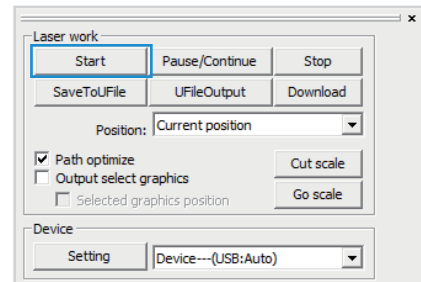 Laser work
Start Pause/Continue Stop
SaveToUFile UFileOutput Download
Position: Current position
Path optimize Cut scale
Output select graphics
Selected graphics position Go scale
Device
Setting Device---(USB:Auto)